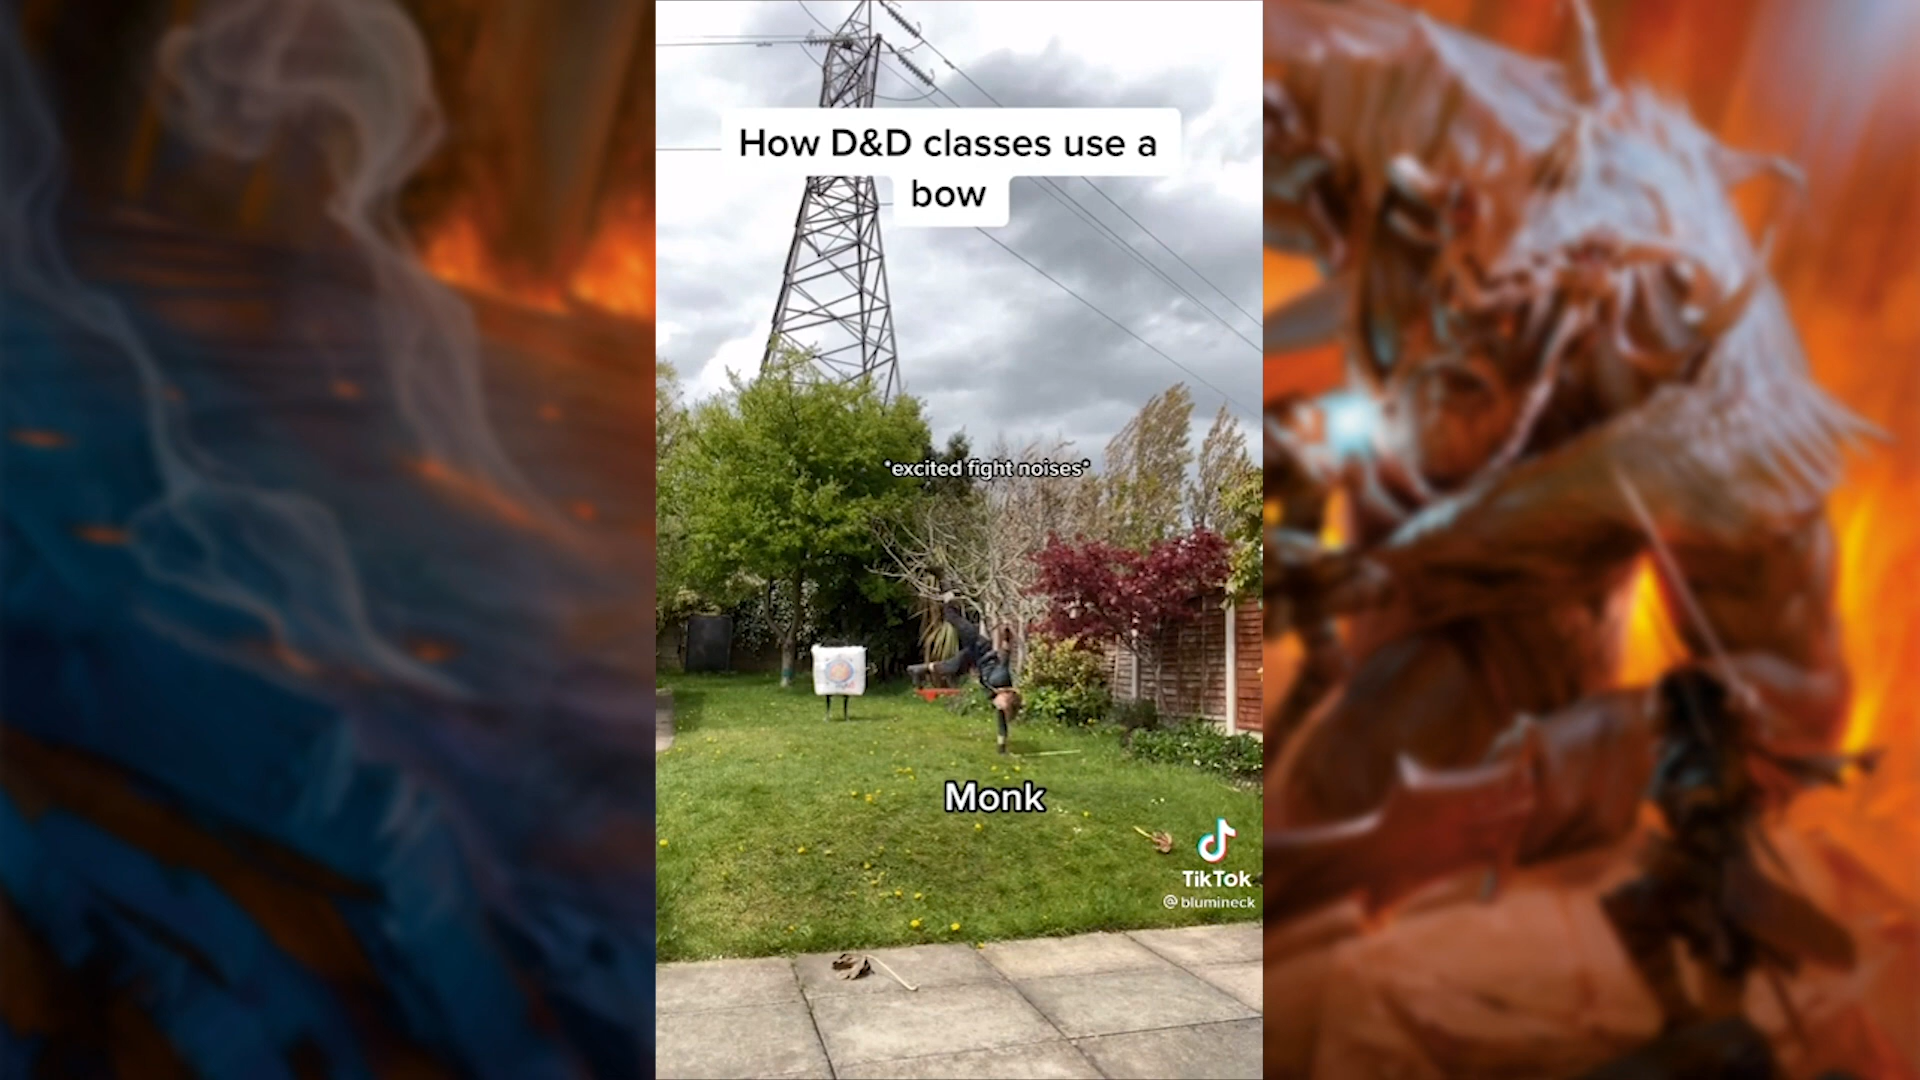 How D&D classes use a
bow
*excited fight noises*
Monk
TikTok
@blumineck